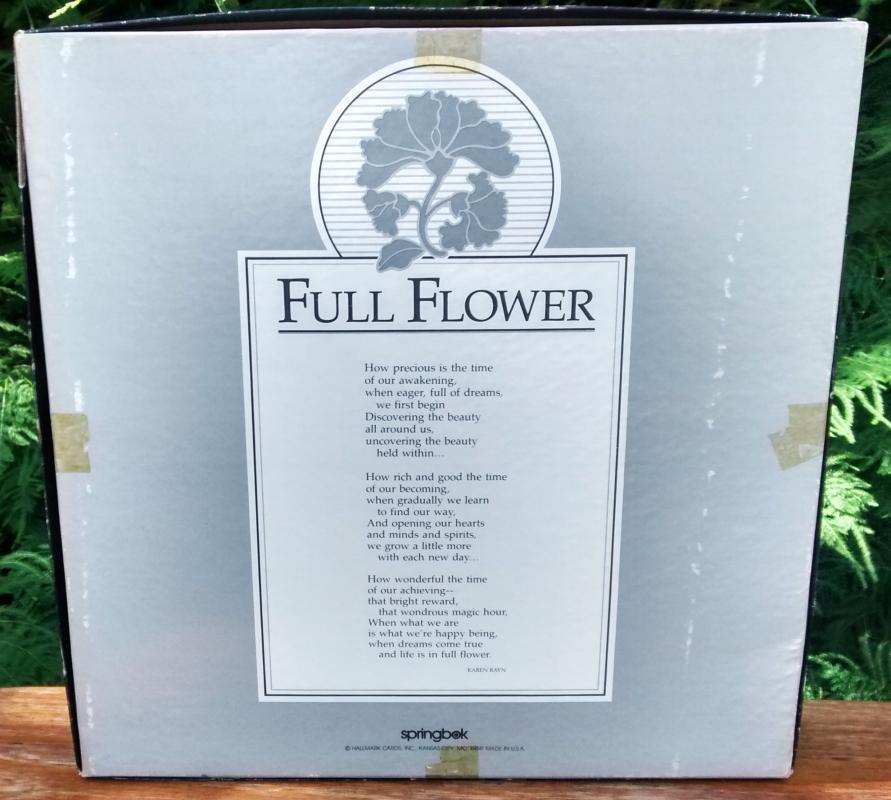 FULL FLOWER
How precious is the time
of our awakening,
when eager, full of dreams,
we first begin
Discovering the beauty
all around us,
uncovering the beauty
held within...
How rich and good the time
of our becoming,
when gradually we learn
to find our way,
And opening our hearts
and minds and spirits,
we grow a little more
with each new day...
How wonderful the time
of our achieving--
that bright reward,
that wondrous magic hour,
When what we are
is what we're happy being,
when dreams come true
and life is in full flower.
KAREN RAVN
springbok
© HALLMARK CARDS, INC., KANSAS CITY, MO. MADE IN U.S.A.